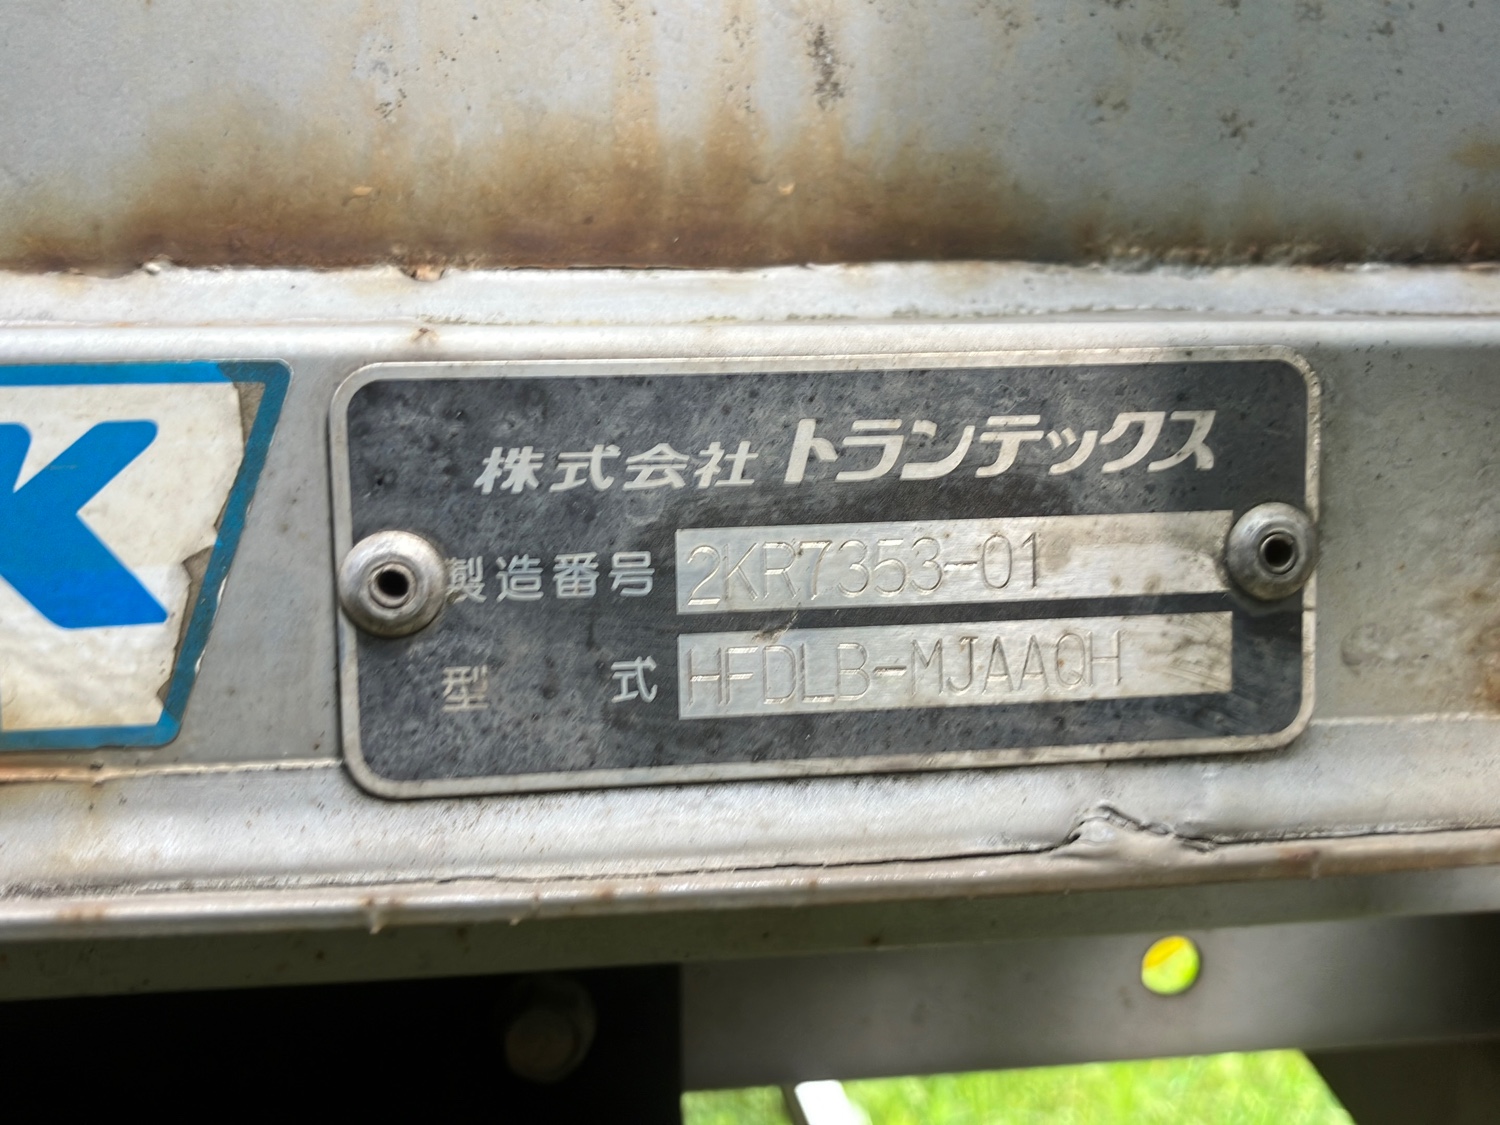 K
株式会社 トランテックス
製造番号 2KR7353-01
型式 HFDLB-MJAAQH